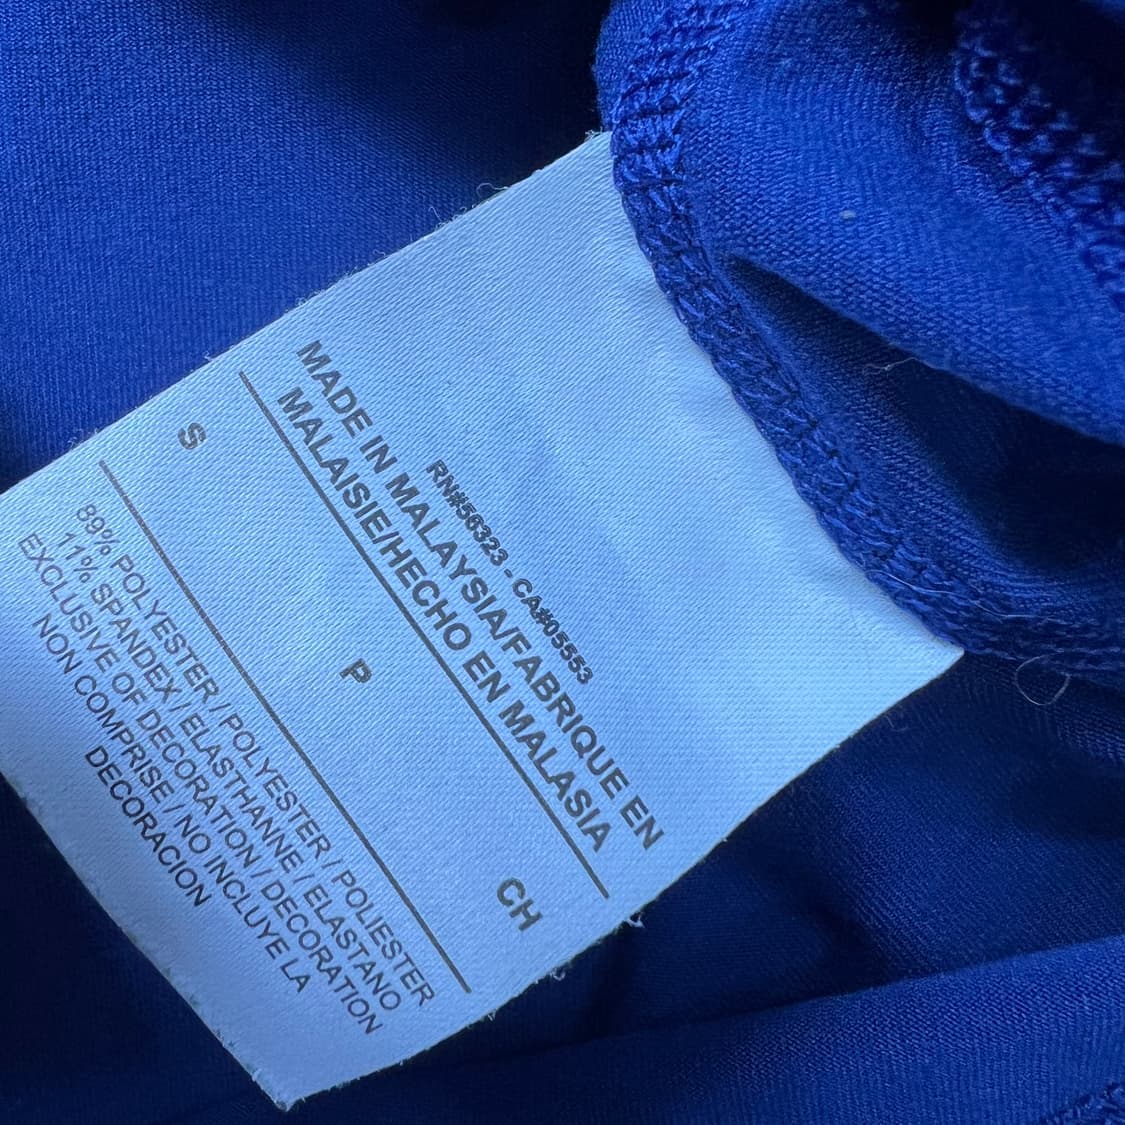 RN#56323 - CA#05553
MADE IN MALAYSIA/FABRIQUE EN
MALAISIE/HECHO EN MALASIA
S P CH
89% POLYESTER / POLYESTER / POLIESTER
11% SPANDEX / ELASTHANNE / ELASTANO
EXCLUSIVE OF DECORATION / DECORATION
NON COMPRISE / NO INCLUYE LA
DECORACION